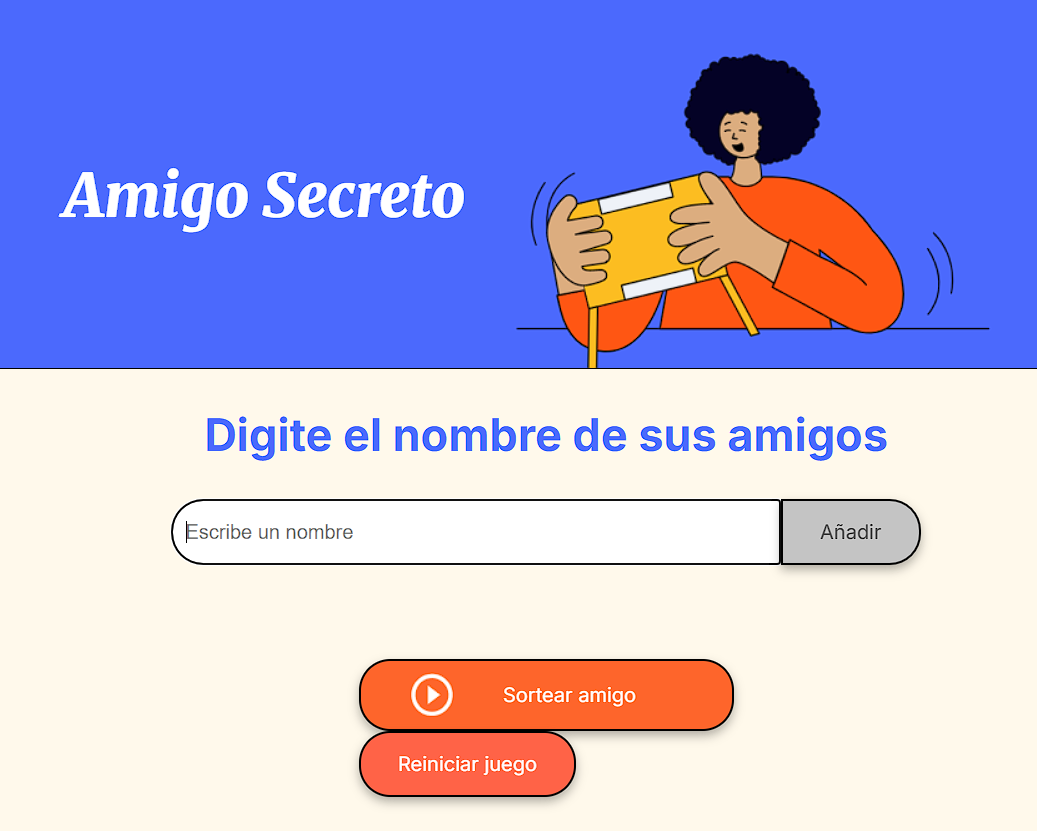 Amigo Secreto
Digite el nombre de sus amigos
Escribe un nombre
Añadir
Sortear amigo
Reiniciar juego